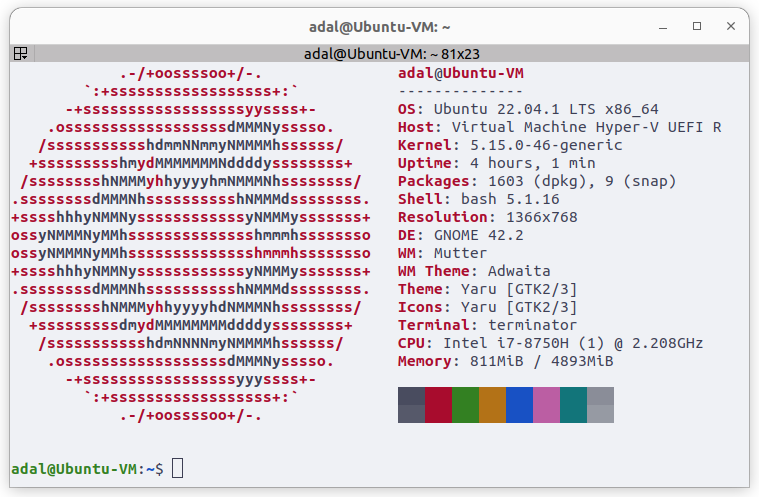 adal@Ubuntu-VM: ~
adal@Ubuntu-VM: ~ 81x23
            .-/+oossssoo+/-.               adal@Ubuntu-VM
        `:+ssssssssssssssssss+:`           --------------
      -+ssssssssssssssssssyyssss+-         OS: Ubuntu 22.04.1 LTS x86_64
    .ossssssssssssssssssdMMMNysssso.       Host: Virtual Machine Hyper-V UEFI R
   /ssssssssssshdmmNNmmyNMMMMhssssss/      Kernel: 5.15.0-46-generic
  +ssssssssshmydMMMMMMMNddddyssssssss+     Uptime: 4 hours, 1 min
 /sssssssshNMMMyhhyyyyhmNMMMNhssssssss/    Packages: 1603 (dpkg), 9 (snap)
.ssssssssdMMMNhsssssssssshNMMMdssssssss.   Shell: bash 5.1.16
+sssshhhyNMMNyssssssssssssyNMMMysssssss+   Resolution: 1366x768
ossyNMMMNyMMhsssssssssssssshmmmhssssssso   DE: GNOME 42.2
ossyNMMMNyMMhsssssssssssssshmmmhssssssso   WM: Mutter
+sssshhhyNMMNyssssssssssssyNMMMysssssss+   WM Theme: Adwaita
.ssssssssdMMMNhsssssssssshNMMMdssssssss.   Theme: Yaru [GTK2/3]
 /sssssssshNMMMyhhyyyyhdNMMMNhssssssss/    Icons: Yaru [GTK2/3]
  +sssssssssdmydMMMMMMMMddddyssssssss+     Terminal: terminator
   /ssssssssssshdmNNNNmyNMMMMhssssss/      CPU: Intel i7-8750H (1) @ 2.208GHz
    .ossssssssssssssssssdMMMNysssso.       Memory: 811MiB / 4893MiB
      -+sssssssssssssssssyyyssss+-
        `:+ssssssssssssssssss+:`
            .-/+oossssoo+/-.
adal@Ubuntu-VM:~$